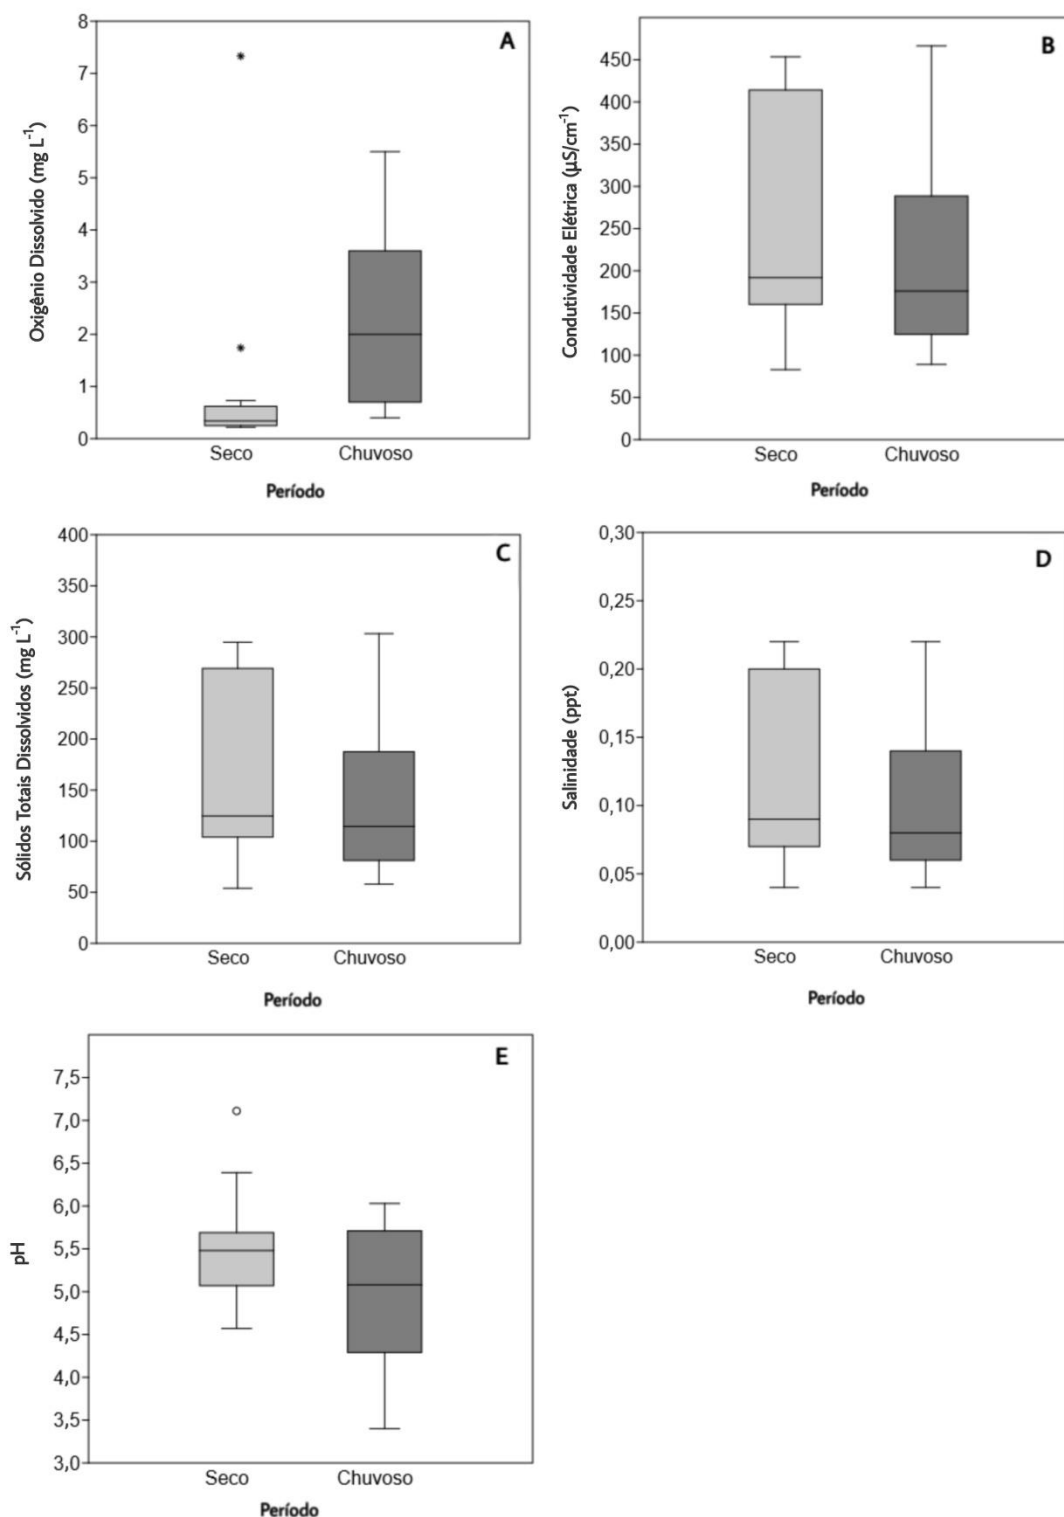 A
Oxigênio Dissolvido (mg L⁻¹)
8
7
6
5
4
3
2
1
0
Seco Chuvoso
Período
B
Condutividade Elétrica (µS/cm⁻¹)
450
400
350
300
250
200
150
100
50
0
Seco Chuvoso
Período
C
Sólidos Totais Dissolvidos (mg L⁻¹)
400
350
300
250
200
150
100
50
0
Seco Chuvoso
Período
D
Salinidade (ppt)
0,30
0,25
0,20
0,15
0,10
0,05
0,00
Seco Chuvoso
Período
E
pH
7,5
7,0
6,5
6,0
5,5
5,0
4,5
4,0
3,5
3,0
Seco Chuvoso
Período